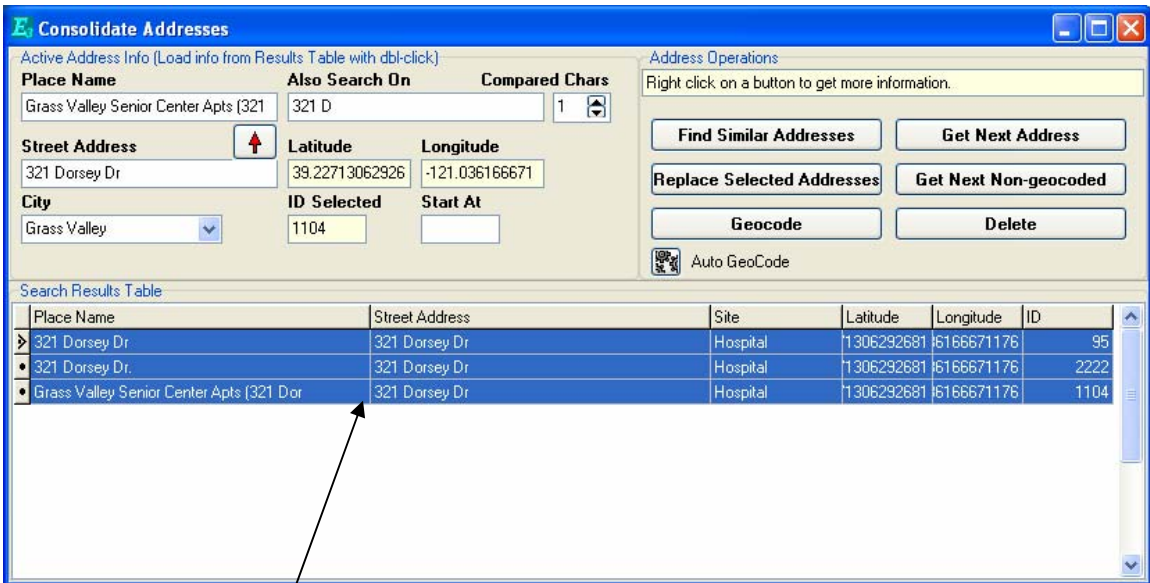 E3 Consolidate Addresses
Active Address Info (Load info from Results Table with dbl-click)
Place Name Also Search On Compared Chars
Grass Valley Senior Center Apts (321 321 D 1
Street Address Latitude Longitude
321 Dorsey Dr 39.22713062926 -121.036166671
City ID Selected Start At
Grass Valley 1104
Address Operations
Right click on a button to get more information.
Find Similar Addresses Get Next Address
Replace Selected Addresses Get Next Non-geocoded
Geocode Delete
Auto GeoCode
Search Results Table
Place Name Street Address Site Latitude Longitude ID
321 Dorsey Dr 321 Dorsey Dr Hospital 1306292681 6166671176 95
321 Dorsey Dr. 321 Dorsey Dr Hospital 1306292681 6166671176 2222
Grass Valley Senior Center Apts (321 Dor 321 Dorsey Dr Hospital 1306292681 6166671176 1104